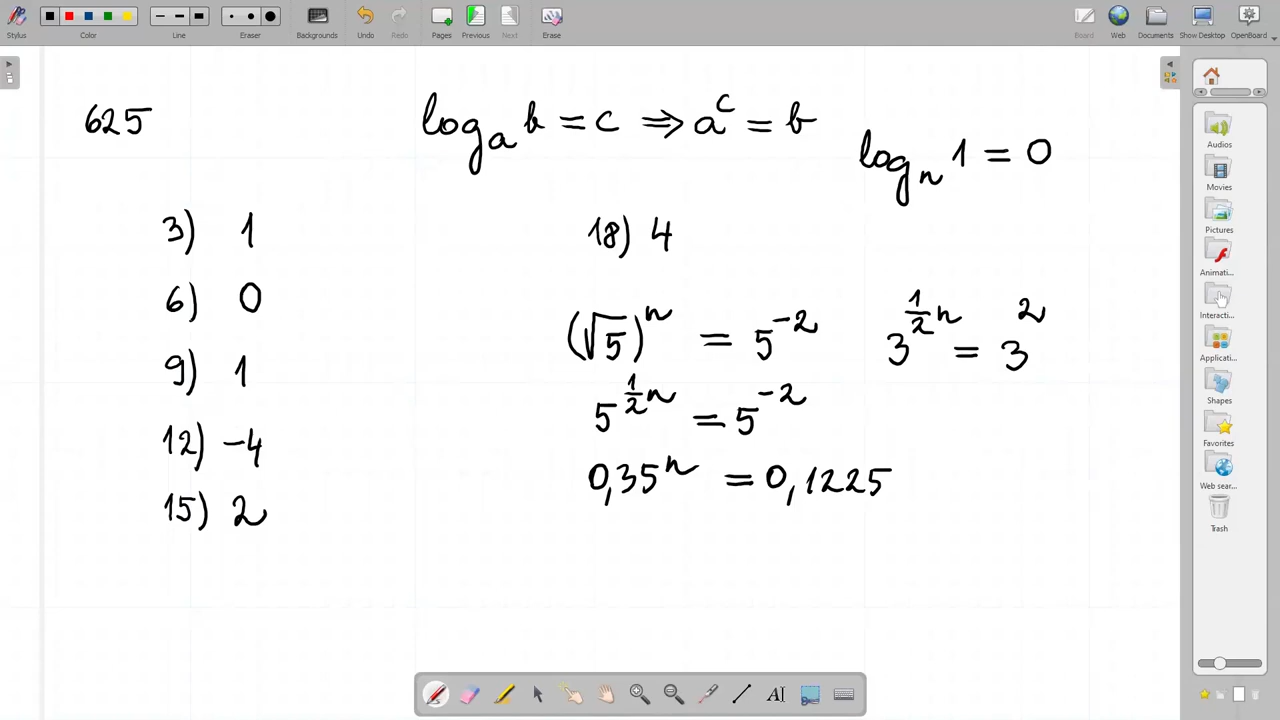 Stylus Color Line Eraser Backgrounds Undo Redo Pages Previous Next Erase Board Web Documents Show Desktop OpenBoard
625
log_a b = c ⇒ a^c = b
log_n 1 = 0
3) 1
6) 0
9) 1
12) -4
15) 2
18) 4
(√5)^n = 5^-2
5^(1/2 n) = 5^-2
0,35^n = 0,1225
3^(1/2 n) = 3^2
Audios
Movies
Pictures
Animati...
Interacti...
Applicati...
Shapes
Favorites
Web sear...
Trash